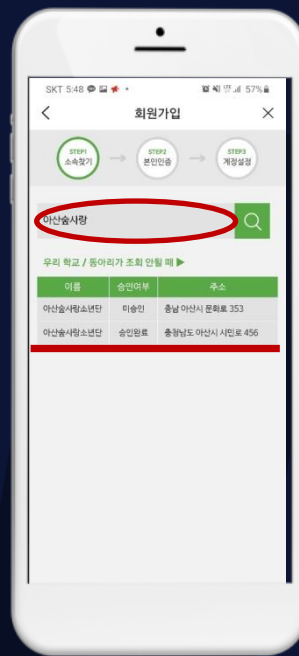 SKT 5:48 57%
회원가입
STEP1 STEP2 STEP3
소속찾기 → 본인인증 → 계정설정
아산숲사랑
우리 학교 / 동아리가 조회 안될 때 ▶
이름 승인여부 주소
아산숲사랑소년단 미승인 충남 아산시 문화로 353
아산숲사랑소년단 승인완료 충청남도 아산시 시민로 456